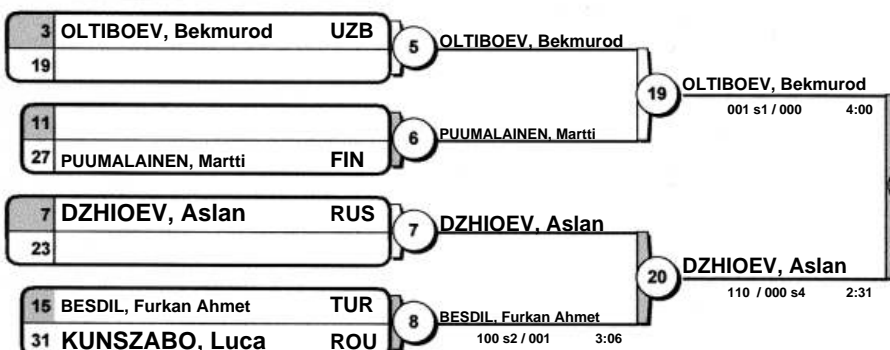 3 OLTIBOEV, Bekmurod UZB
19
5
OLTIBOEV, Bekmurod
19
OLTIBOEV, Bekmurod
001 s1 / 000 4:00
11
27 PUUMALAINEN, Martti FIN
6
PUUMALAINEN, Martti
7 DZHIOEV, Aslan RUS
23
7
DZHIOEV, Aslan
20
DZHIOEV, Aslan
110 / 000 s4 2:31
15 BESDIL, Furkan Ahmet TUR
31 KUNSZABO, Luca ROU
8
BESDIL, Furkan Ahmet
100 s2 / 001 3:06